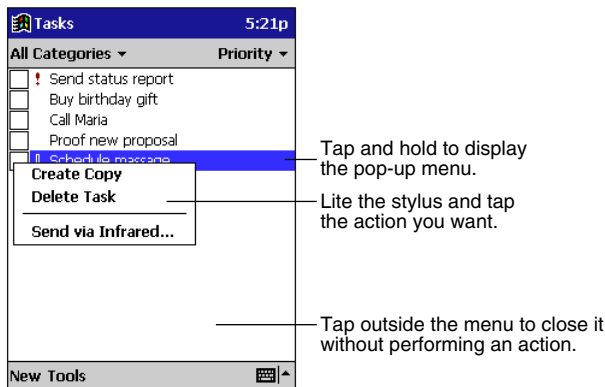 Tasks 5:21p
All Categories Priority
! Send status report
Buy birthday gift
Call Maria
Proof new proposal
! Schedule massage
Create Copy
Delete Task
Send via Infrared...
Tap and hold to display
the pop-up menu.
Lite the stylus and tap
the action you want.
Tap outside the menu to close it
without performing an action.
New Tools